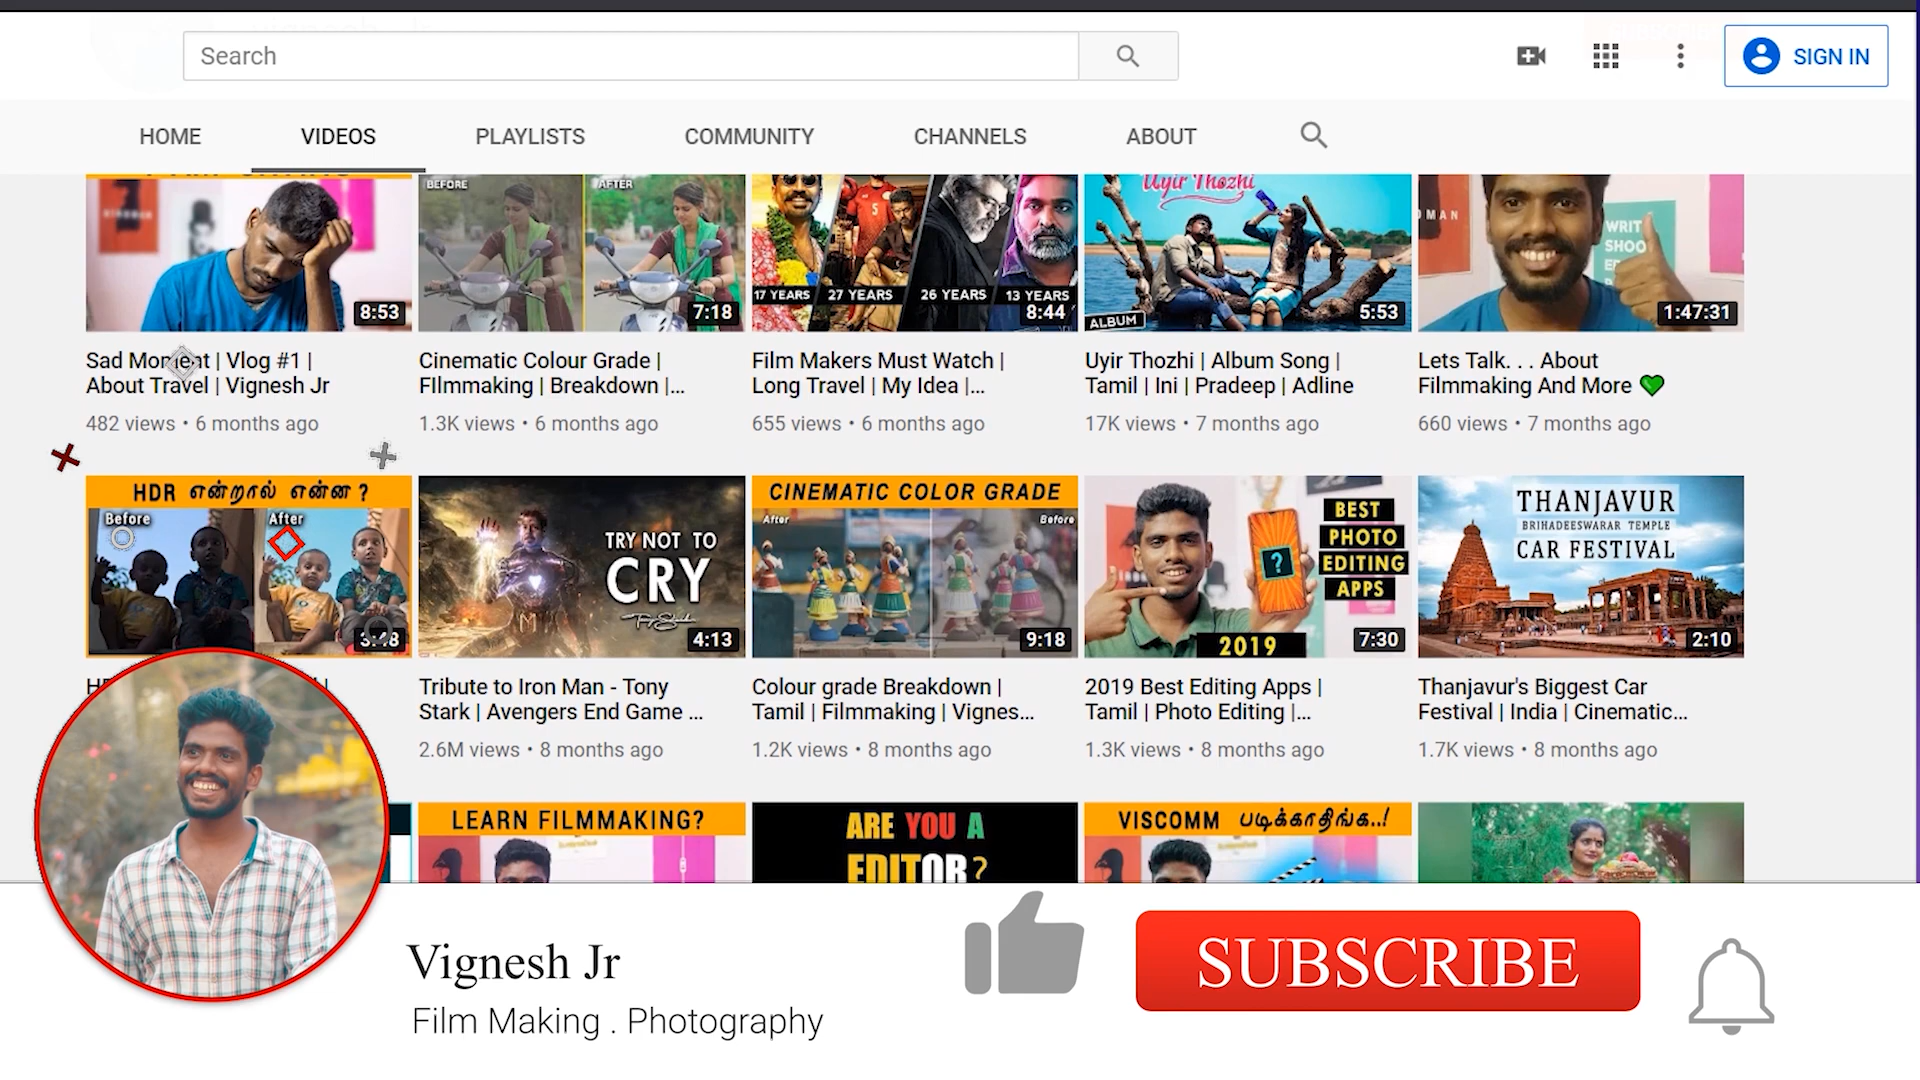 Search
SIGN IN
HOME VIDEOS PLAYLISTS COMMUNITY CHANNELS ABOUT
8:53
BEFORE AFTER
7:18
17 YEARS 27 YEARS 26 YEARS 13 YEARS
8:44
Uyir Thozhi
ALBUM
5:53
WRIT
SHOO
1:47:31
Sad Moment | Vlog #1 |
About Travel | Vignesh Jr
482 views • 6 months ago
Cinematic Colour Grade |
FIlmmaking | Breakdown |...
1.3K views • 6 months ago
Film Makers Must Watch |
Long Travel | My Idea |...
655 views • 6 months ago
Uyir Thozhi | Album Song |
Tamil | Ini | Pradeep | Adline
17K views • 7 months ago
Lets Talk. . . About
Filmmaking And More 💚
660 views • 7 months ago
HDR என்றால் என்ன ?
Before After
3:48
TRY NOT TO
CRY
4:13
CINEMATIC COLOR GRADE
After Before
9:18
BEST
PHOTO
EDITING
APPS
?
2019
7:30
THANJAVUR
BRIHADEESWARAR TEMPLE
CAR FESTIVAL
2:10
Tribute to Iron Man - Tony
Stark | Avengers End Game ...
2.6M views • 8 months ago
Colour grade Breakdown |
Tamil | Filmmaking | Vignes...
1.2K views • 8 months ago
2019 Best Editing Apps |
Tamil | Photo Editing |...
1.3K views • 8 months ago
Thanjavur's Biggest Car
Festival | India | Cinematic...
1.7K views • 8 months ago
LEARN FILMMAKING?
ARE YOU A
EDITOR?
VISCOMM படிக்காதிங்க..!
Vignesh Jr
Film Making . Photography
SUBSCRIBE